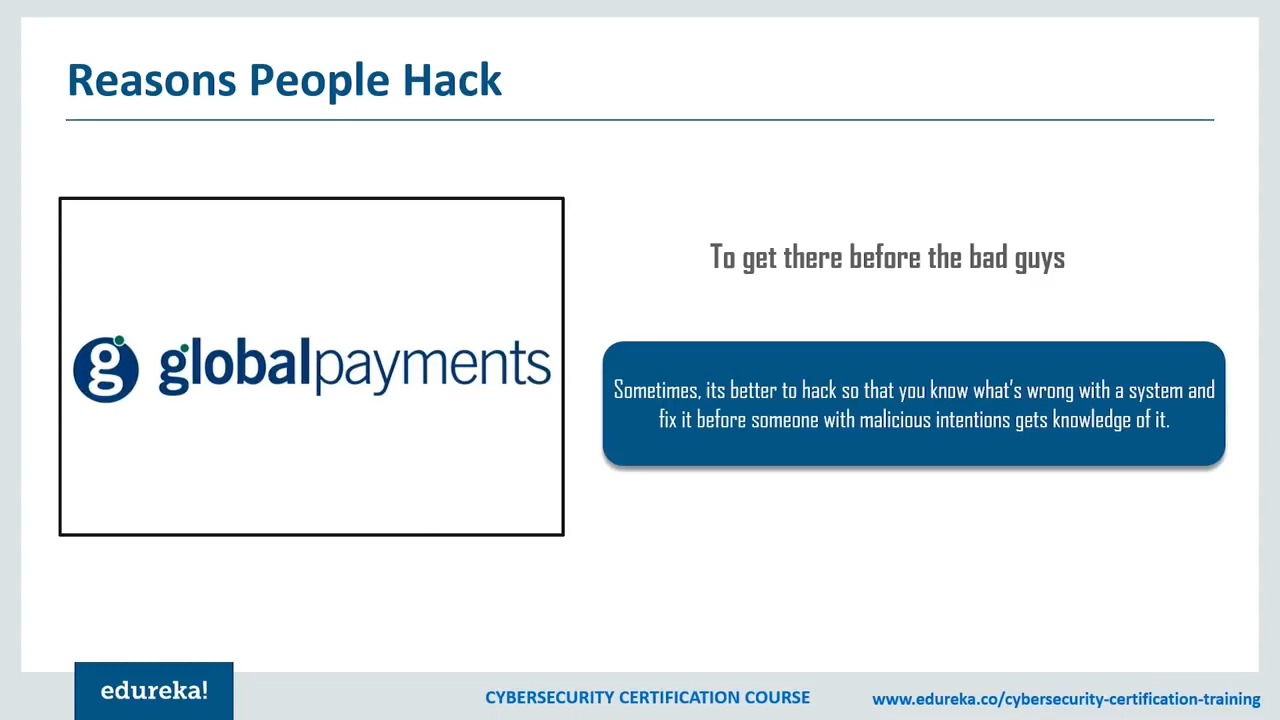 Reasons People Hack
g globalpayments
To get there before the bad guys
Sometimes, its better to hack so that you know what's wrong with a system and
fix it before someone with malicious intentions gets knowledge of it.
edureka!
CYBERSECURITY CERTIFICATION COURSE
www.edureka.co/cybersecurity-certification-training